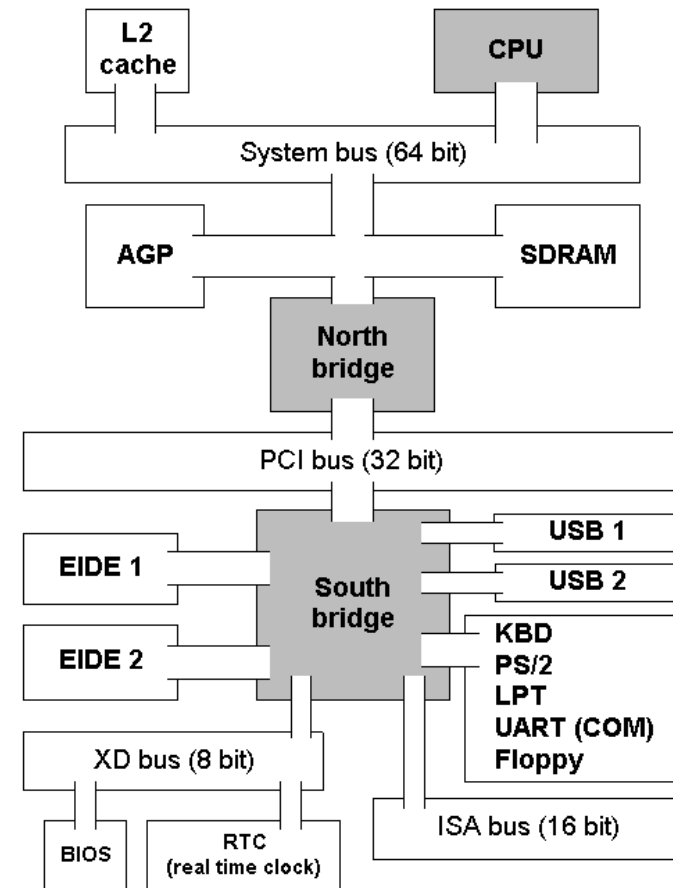 L2
cache
CPU
System bus (64 bit)
AGP
SDRAM
North
bridge
PCI bus (32 bit)
EIDE 1
EIDE 2
South
bridge
USB 1
USB 2
KBD
PS/2
LPT
UART (COM)
Floppy
XD bus (8 bit)
BIOS
RTC
(real time clock)
ISA bus (16 bit)